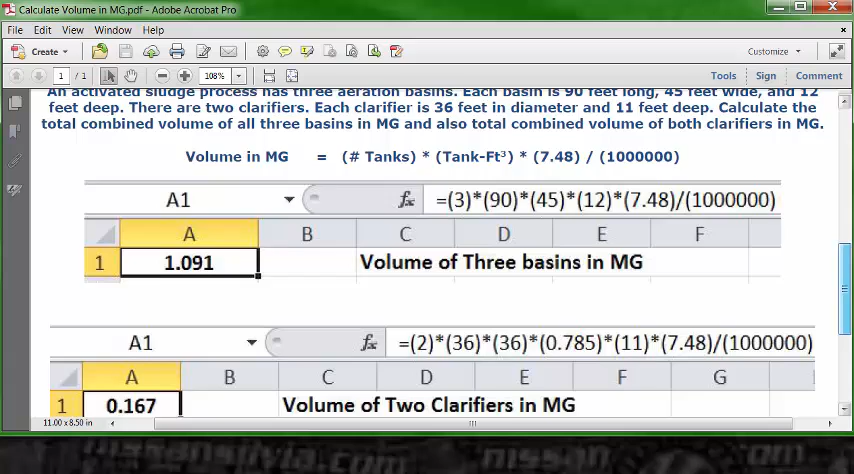 Calculate Volume in MG.pdf - Adobe Acrobat Pro
File Edit View Window Help
Create Customize
1 / 1 108% Tools Sign Comment
An activated sludge process has three aeration basins. Each basin is 90 feet long, 45 feet wide, and 12
feet deep. There are two clarifiers. Each clarifier is 36 feet in diameter and 11 feet deep. Calculate the
total combined volume of all three basins in MG and also total combined volume of both clarifiers in MG.
Volume in MG = (# Tanks) * (Tank-Ft³) * (7.48) / (1000000)
A1 fx =(3)*(90)*(45)*(12)*(7.48)/(1000000)
A B C D E F
1 1.091 Volume of Three basins in MG
A1 fx =(2)*(36)*(36)*(0.785)*(11)*(7.48)/(1000000)
A B C D E F G
1 0.167 Volume of Two Clarifiers in MG
11.00 x 8.50 in